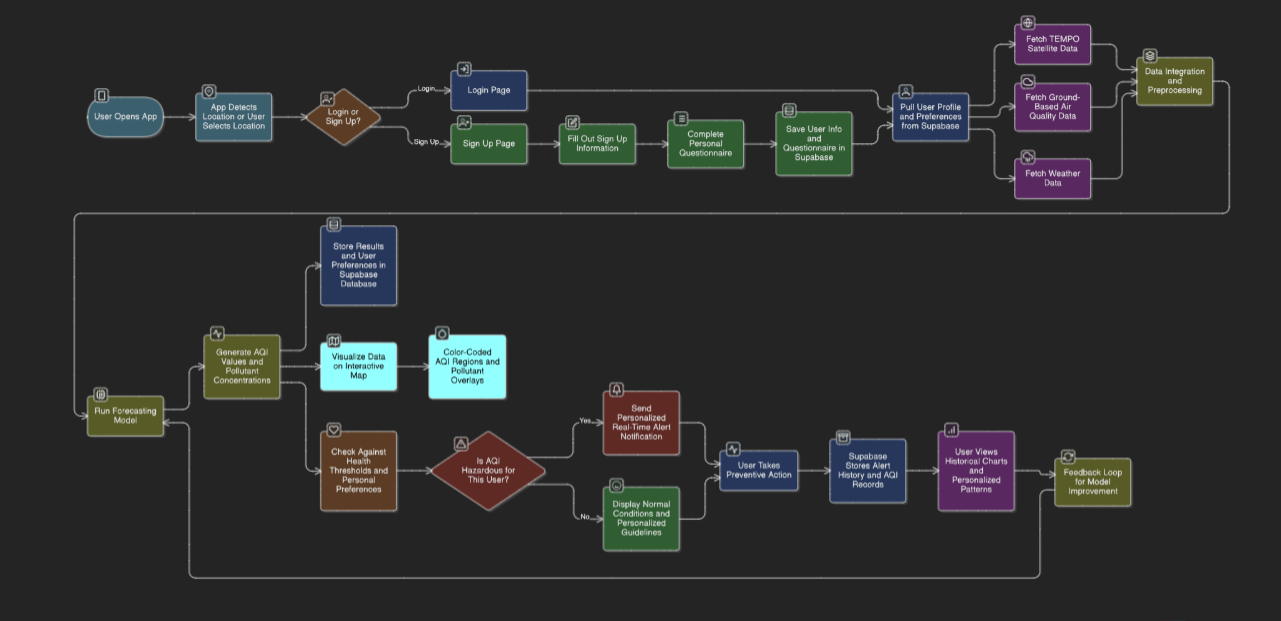 User Opens App
App Detects
Location or User
Selects Location
Login or
Sign Up?
Login
Login Page
Sign Up
Sign Up Page
Fill Out Sign Up
Information
Complete
Personal
Questionnaire
Save User Info
and
Questionnaire in
Supabase
Pull User Profile
and Preferences
from Supabase
Fetch TEMPO
Satellite Data
Fetch Ground-
Based Air
Quality Data
Fetch Weather
Data
Data Integration
and
Preprocessing
Run Forecasting
Model
Generate AQI
Values and
Pollutant
Concentrations
Store Results
and User
Preferences in
Supabase
Database
Visualize Data
on Interactive
Map
Color-Coded
AQI Regions and
Pollutant
Overlays
Check Against
Health
Thresholds and
Personal
Preferences
Is AQI
Hazardous for
This User?
Yes
Send
Personalized
Real-Time Alert
Notification
No
Display Normal
Conditions and
Personalized
Guidelines
User Takes
Preventive Action
Supabase
Stores Alert
History and AQI
Records
User Views
Historical Charts
and
Personalized
Patterns
Feedback Loop
for Model
Improvement